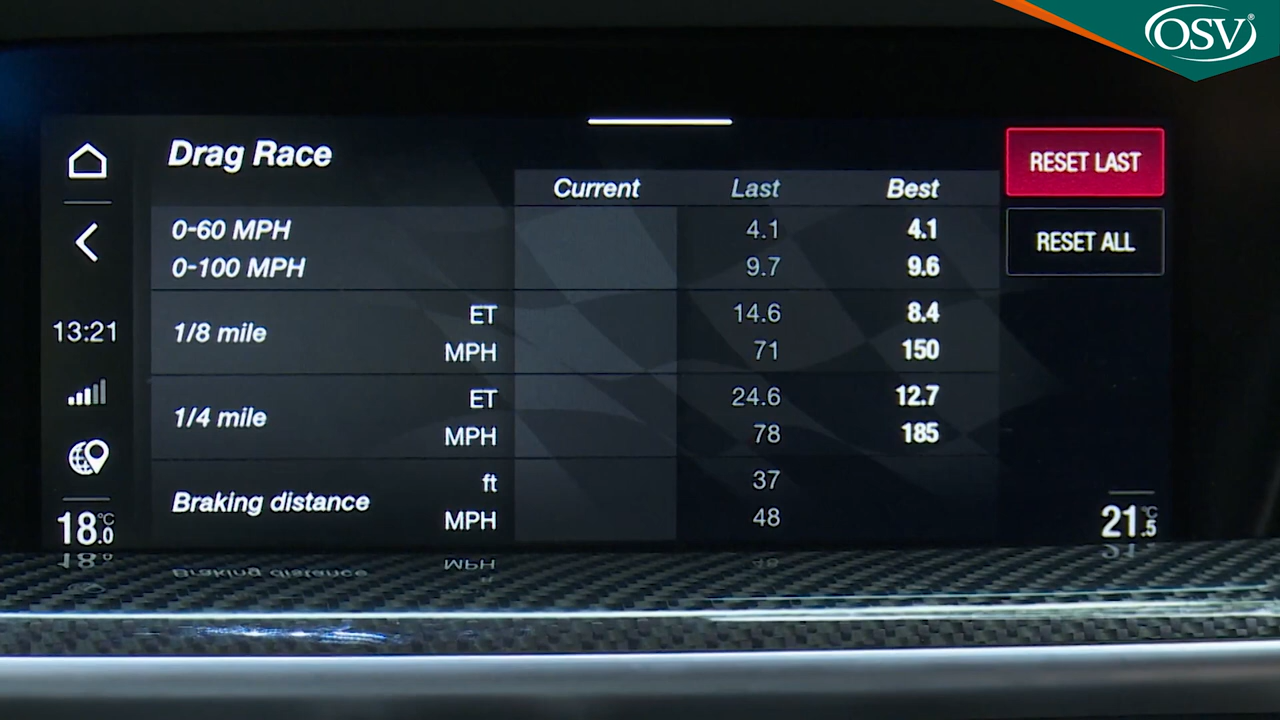 OSV®
Drag Race
RESET LAST
Current Last Best
0-60 MPH 4.1 4.1
RESET ALL
0-100 MPH 9.7 9.6
ET 14.6 8.4
13:21 1/8 mile
MPH 71 150
ET 24.6 12.7
1/4 mile
MPH 78 185
ft 37
Braking distance
MPH 48
18.0°C
21.5°C